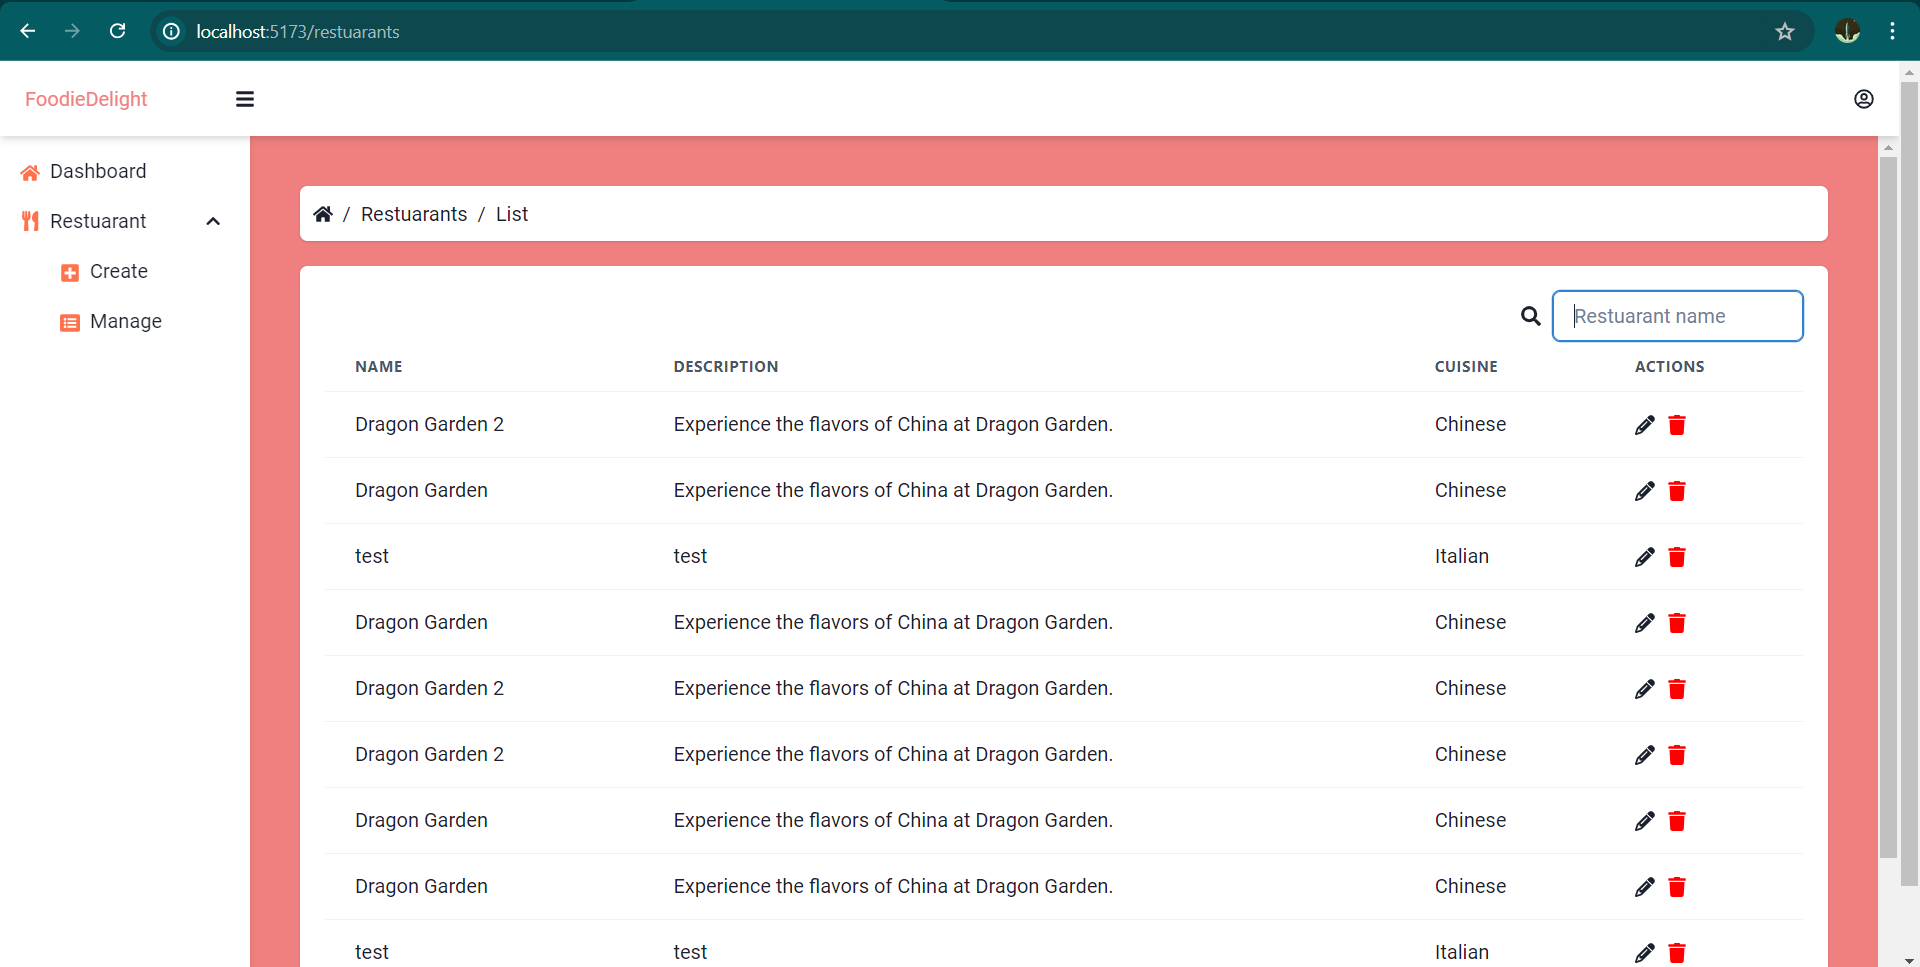 localhost:5173/restuarants
FoodieDelight
Dashboard
Restuarant
Create
Manage
/ Restuarants / List
Restuarant name
NAME DESCRIPTION CUISINE ACTIONS
Dragon Garden 2 Experience the flavors of China at Dragon Garden. Chinese
Dragon Garden Experience the flavors of China at Dragon Garden. Chinese
test test Italian
Dragon Garden Experience the flavors of China at Dragon Garden. Chinese
Dragon Garden 2 Experience the flavors of China at Dragon Garden. Chinese
Dragon Garden 2 Experience the flavors of China at Dragon Garden. Chinese
Dragon Garden Experience the flavors of China at Dragon Garden. Chinese
Dragon Garden Experience the flavors of China at Dragon Garden. Chinese
test test Italian